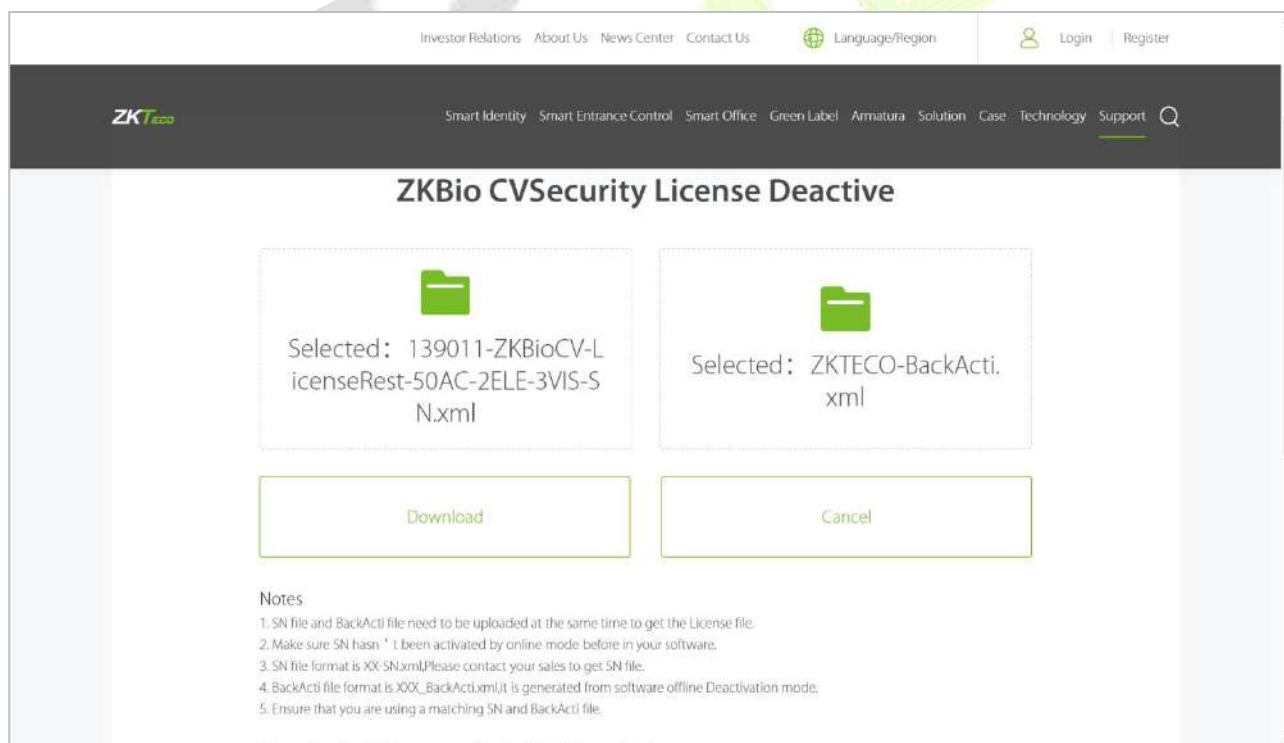 Investor Relations About Us News Center Contact Us Language/Region Login Register
ZKTECO Smart Identity Smart Entrance Control Smart Office Green Label Armatura Solution Case Technology Support
ZKBio CVSecurity License Deactive
Selected： 139011-ZKBioCV-L
icenseRest-50AC-2ELE-3VIS-S
N.xml
Selected： ZKTECO-BackActi.
xml
Download
Cancel
Notes
1. SN file and BackActi file need to be uploaded at the same time to get the License file.
2. Make sure SN hasn ' t been activated by online mode before in your software.
3. SN file format is XX-SN.xml,Please contact your sales to get SN file.
4. BackActi file format is XXX_BackActi.xml,it is generated from software offline Deactivation mode.
5. Ensure that you are using a matching SN and BackActi file.